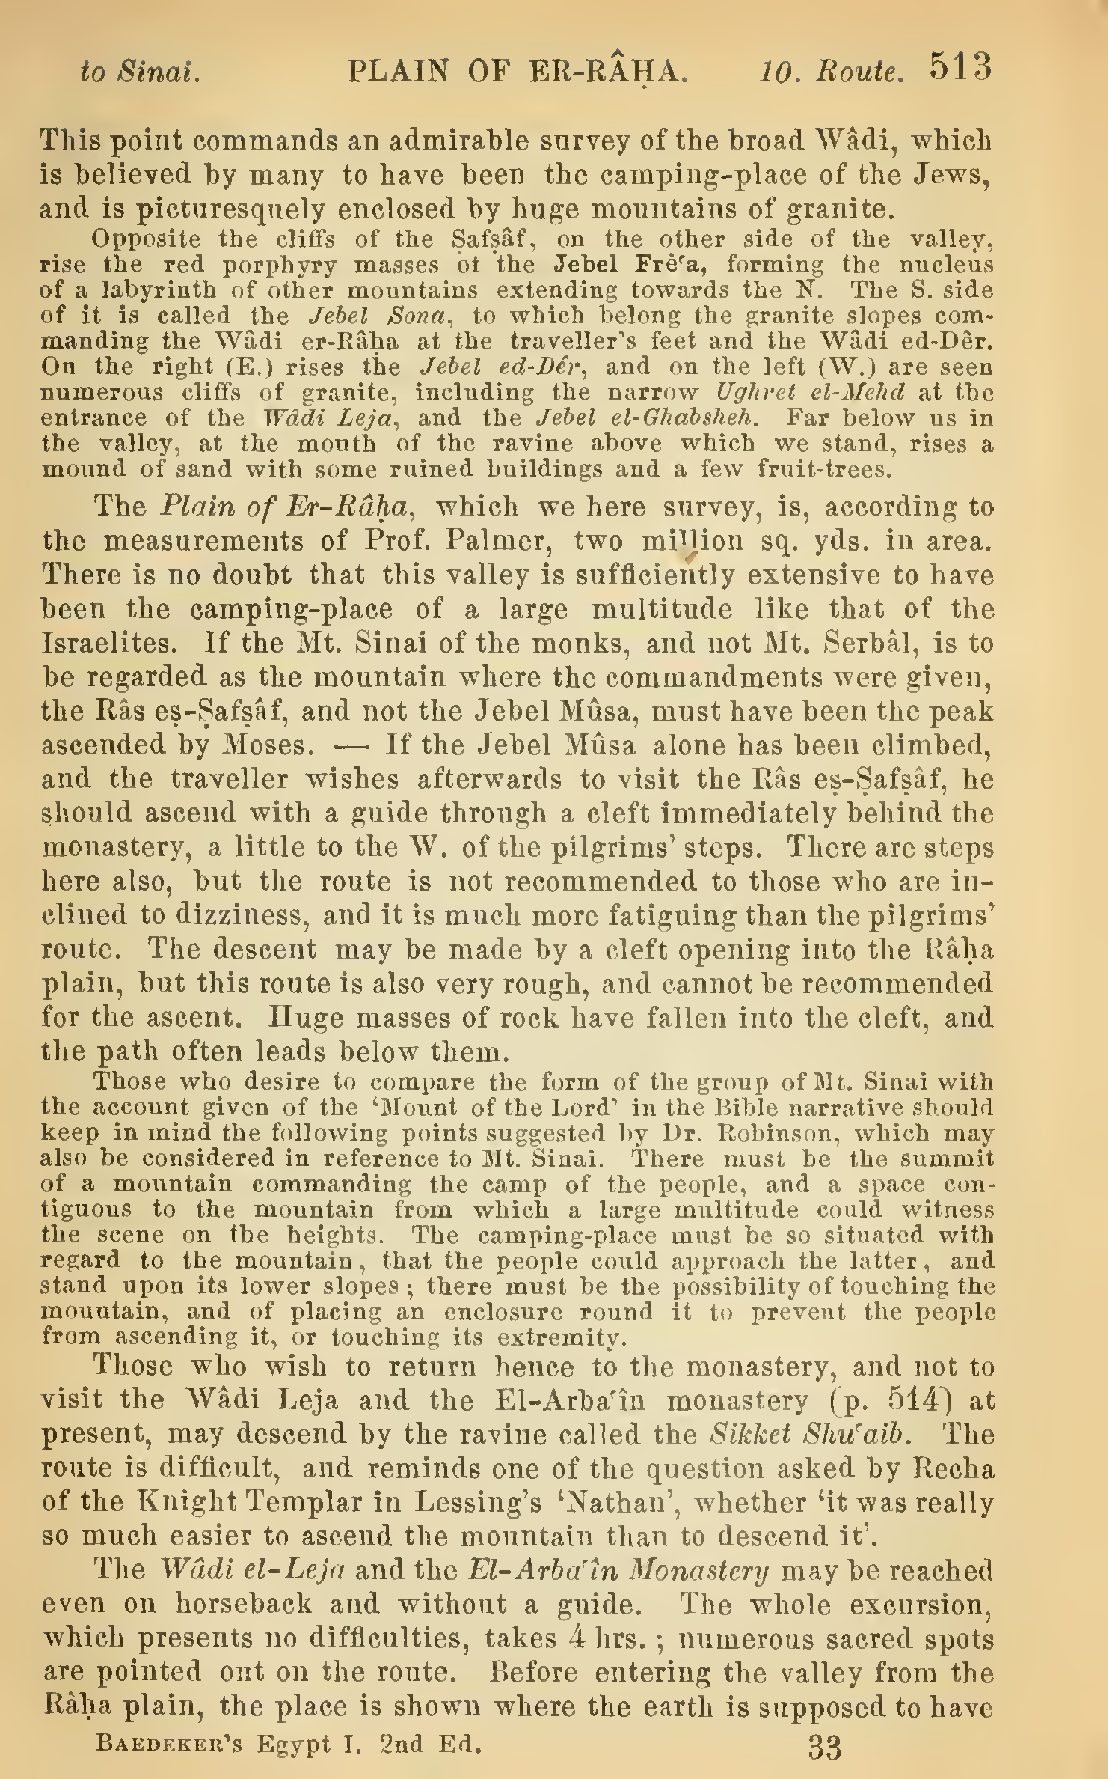 to Sinai. PLAIN OF ER-RÂḤA. 10. Route. 513
This point commands an admirable survey of the broad Wâdi, which
is believed by many to have been the camping-place of the Jews,
and is picturesquely enclosed by huge mountains of granite.
Opposite the cliffs of the Safṣâf, on the other side of the valley,
rise the red porphyry masses of the Jebel Frêʿa, forming the nucleus
of a labyrinth of other mountains extending towards the N. The S. side
of it is called the Jebel Sona, to which belong the granite slopes com-
manding the Wâdi er-Râḥa at the traveller's feet and the Wâdi ed-Dêr.
On the right (E.) rises the Jebel ed-Dêr, and on the left (W.) are seen
numerous cliffs of granite, including the narrow Ughret el-Mehd at the
entrance of the Wâdi Leja, and the Jebel el-Ghabsheh. Far below us in
the valley, at the mouth of the ravine above which we stand, rises a
mound of sand with some ruined buildings and a few fruit-trees.
The Plain of Er-Râḥa, which we here survey, is, according to
the measurements of Prof. Palmer, two million sq. yds. in area.
There is no doubt that this valley is sufficiently extensive to have
been the camping-place of a large multitude like that of the
Israelites. If the Mt. Sinai of the monks, and not Mt. Serbâl, is to
be regarded as the mountain where the commandments were given,
the Râs eṣ-Ṣafṣâf, and not the Jebel Mûsa, must have been the peak
ascended by Moses. — If the Jebel Mûsa alone has been climbed,
and the traveller wishes afterwards to visit the Râs eṣ-Ṣafṣâf, he
should ascend with a guide through a cleft immediately behind the
monastery, a little to the W. of the pilgrims' steps. There are steps
here also, but the route is not recommended to those who are in-
clined to dizziness, and it is much more fatiguing than the pilgrims'
route. The descent may be made by a cleft opening into the Râḥa
plain, but this route is also very rough, and cannot be recommended
for the ascent. Huge masses of rock have fallen into the cleft, and
the path often leads below them.
Those who desire to compare the form of the group of Mt. Sinai with
the account given of the 'Mount of the Lord' in the Bible narrative should
keep in mind the following points suggested by Dr. Robinson, which may
also be considered in reference to Mt. Sinai. There must be the summit
of a mountain commanding the camp of the people, and a space con-
tiguous to the mountain from which a large multitude could witness
the scene on the heights. The camping-place must be so situated with
regard to the mountain, that the people could approach the latter, and
stand upon its lower slopes; there must be the possibility of touching the
mountain, and of placing an enclosure round it to prevent the people
from ascending it, or touching its extremity.
Those who wish to return hence to the monastery, and not to
visit the Wâdi Leja and the El-Arbaʿîn monastery (p. 514) at
present, may descend by the ravine called the Sikket Shuʿaib. The
route is difficult, and reminds one of the question asked by Recha
of the Knight Templar in Lessing's 'Nathan', whether 'it was really
so much easier to ascend the mountain than to descend it'.
The Wâdi el-Leja and the El-Arbaʿîn Monastery may be reached
even on horseback and without a guide. The whole excursion,
which presents no difficulties, takes 4 hrs.; numerous sacred spots
are pointed out on the route. Before entering the valley from the
Râḥa plain, the place is shown where the earth is supposed to have
BAEDEKER's Egypt I. 2nd Ed. 33